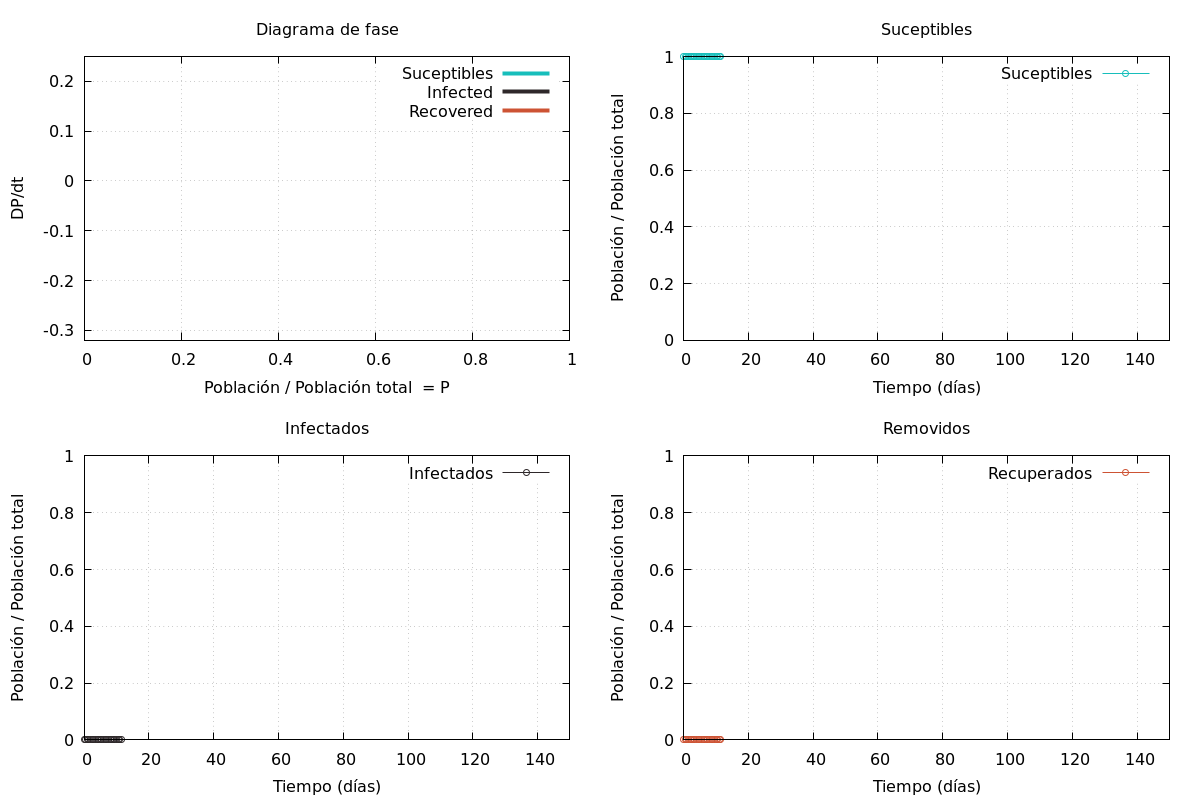 Diagrama de fase
Suceptibles
Infected
Recovered
0.2
0.1
0
-0.1
-0.2
-0.3
DP/dt
0 0.2 0.4 0.6 0.8 1
Población / Población total = P
Suceptibles
Suceptibles
1
0.8
0.6
0.4
0.2
0
Población / Población total
0 20 40 60 80 100 120 140
Tiempo (días)
Infectados
Infectados
1
0.8
0.6
0.4
0.2
0
Población / Población total
0 20 40 60 80 100 120 140
Tiempo (días)
Removidos
Recuperados
1
0.8
0.6
0.4
0.2
0
Población / Población total
0 20 40 60 80 100 120 140
Tiempo (días)